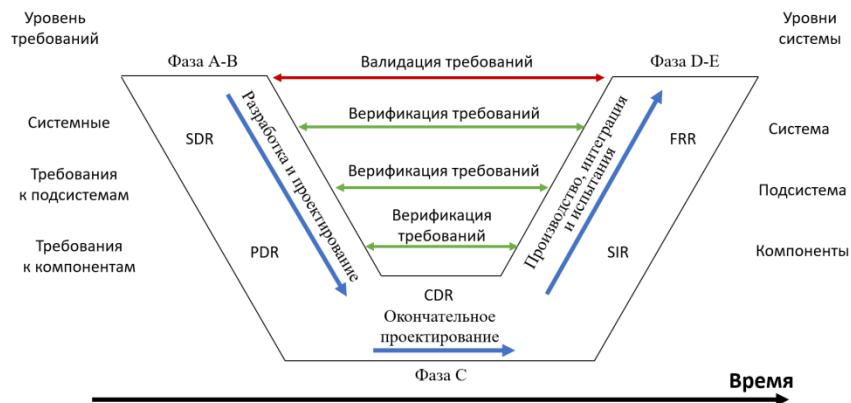 Уровень
требований
Уровни
системы
Фаза A-B
Валидация требований
Фаза D-E
Разработка и проектирование
Верификация требований
Производство, интеграция
и испытания
Системные
SDR
FRR
Система
Требования
к подсистемам
Верификация требований
Подсистема
Верификация
требований
Требования
к компонентам
PDR
SIR
Компоненты
CDR
Окончательное
проектирование
Фаза C
Время